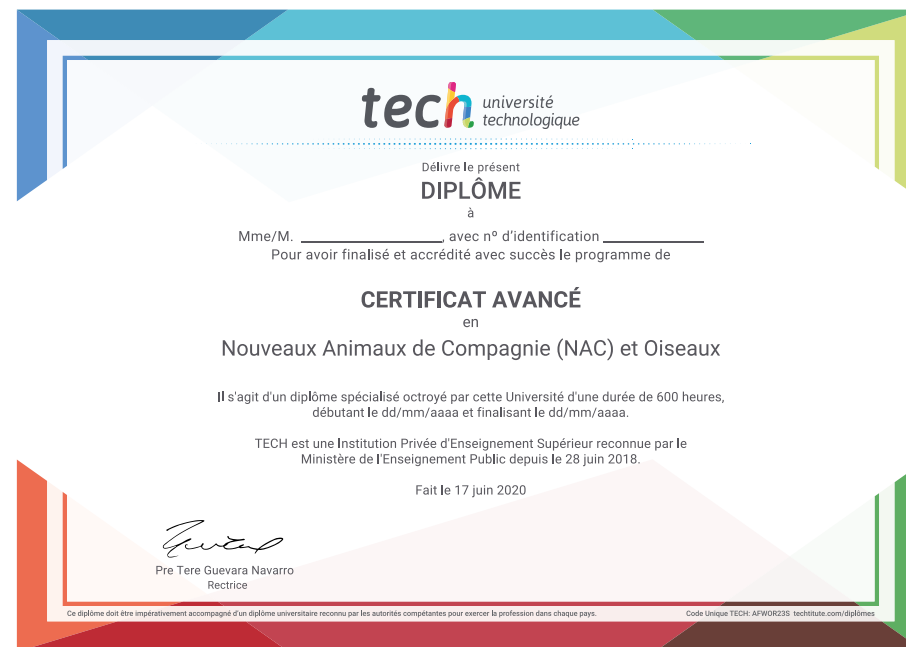 tech université
technologique
Délivre le présent
DIPLÔME
à
Mme/M. ____________________, avec nº d'identification ______________
Pour avoir finalisé et accrédité avec succès le programme de
CERTIFICAT AVANCÉ
en
Nouveaux Animaux de Compagnie (NAC) et Oiseaux
Il s'agit d'un diplôme spécialisé octroyé par cette Université d'une durée de 600 heures,
débutant le dd/mm/aaaa et finalisant le dd/mm/aaaa.
TECH est une Institution Privée d'Enseignement Supérieur reconnue par le
Ministère de l'Enseignement Public depuis le 28 juin 2018.
Fait le 17 juin 2020
Pre Tere Guevara Navarro
Rectrice
Ce diplôme doit être impérativement accompagné d'un diplôme universitaire reconnu par les autorités compétantes pour exercer la profession dans chaque pays. Code Unique TECH: AFWOR23S techtitute.com/diplômes